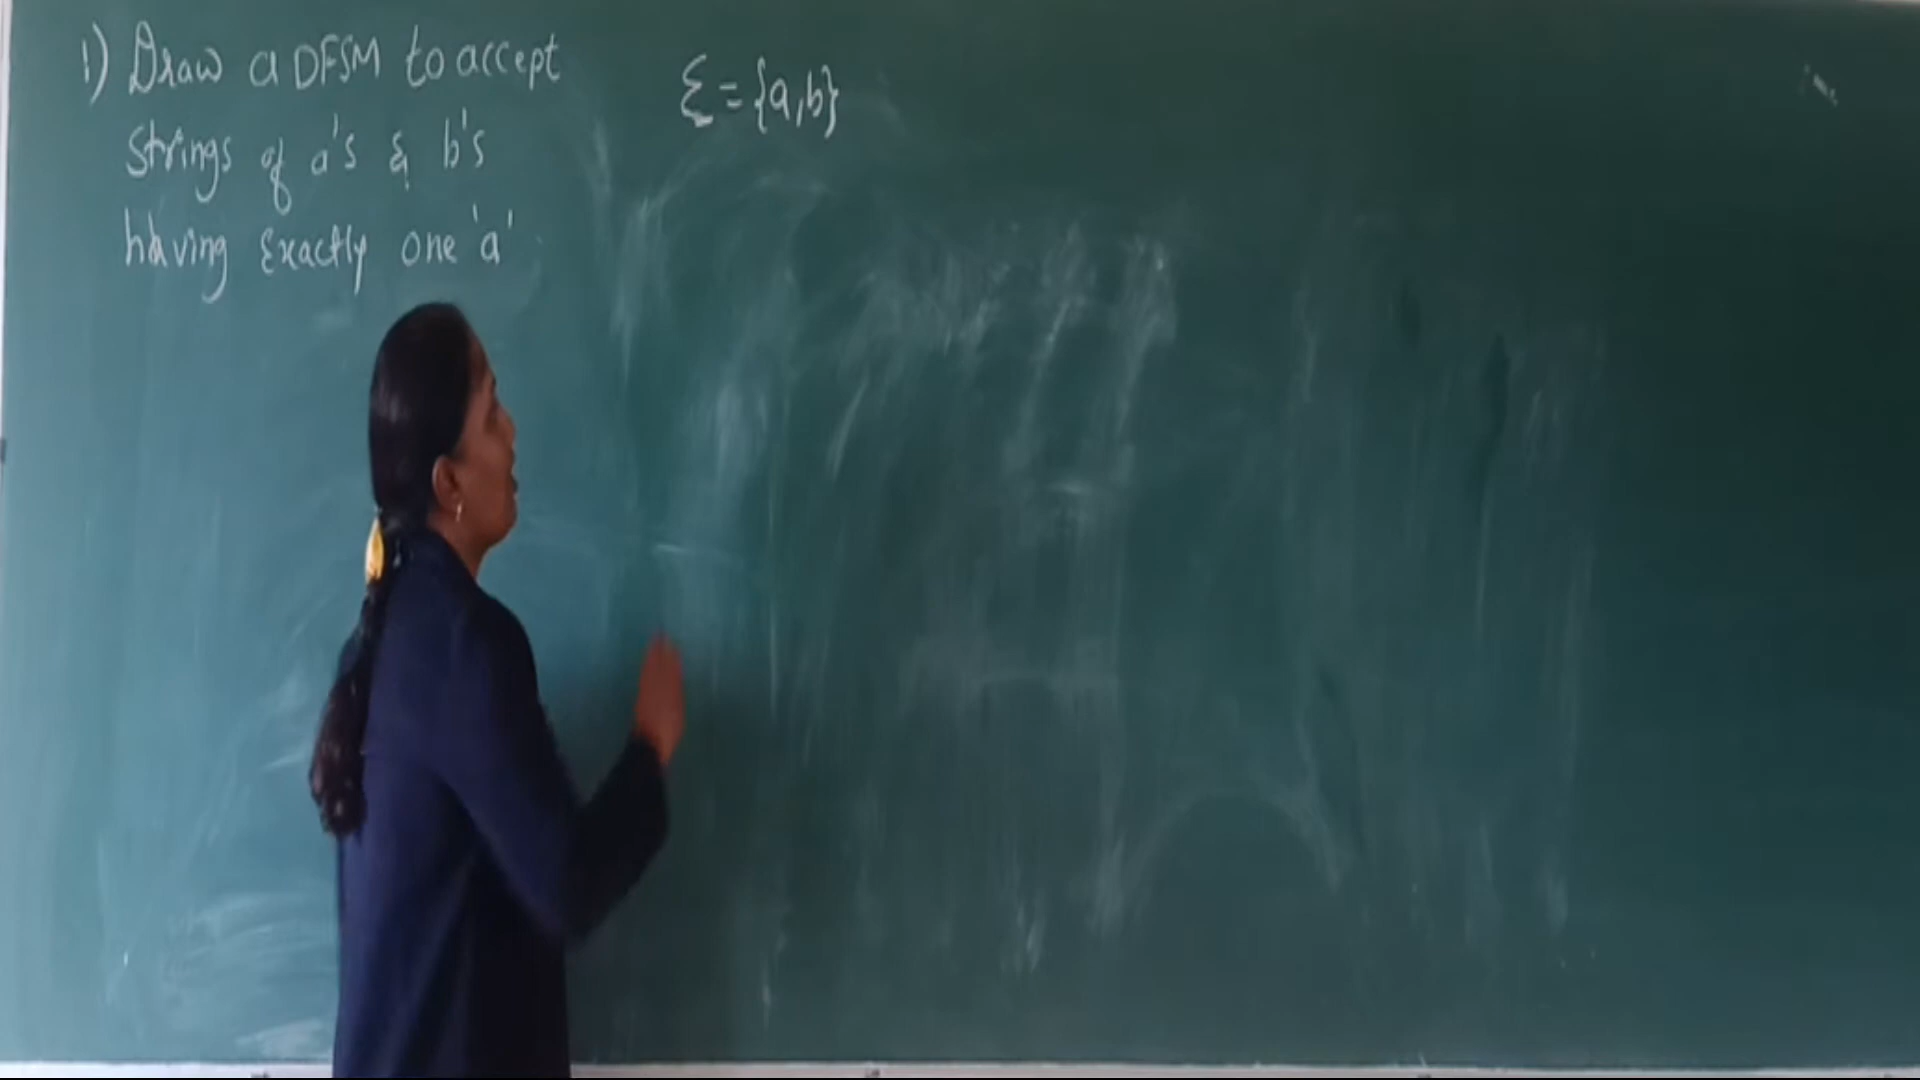 1) Draw a DFSM to accept
strings of a's & b's
having Exactly one 'a'
Σ = {a,b}